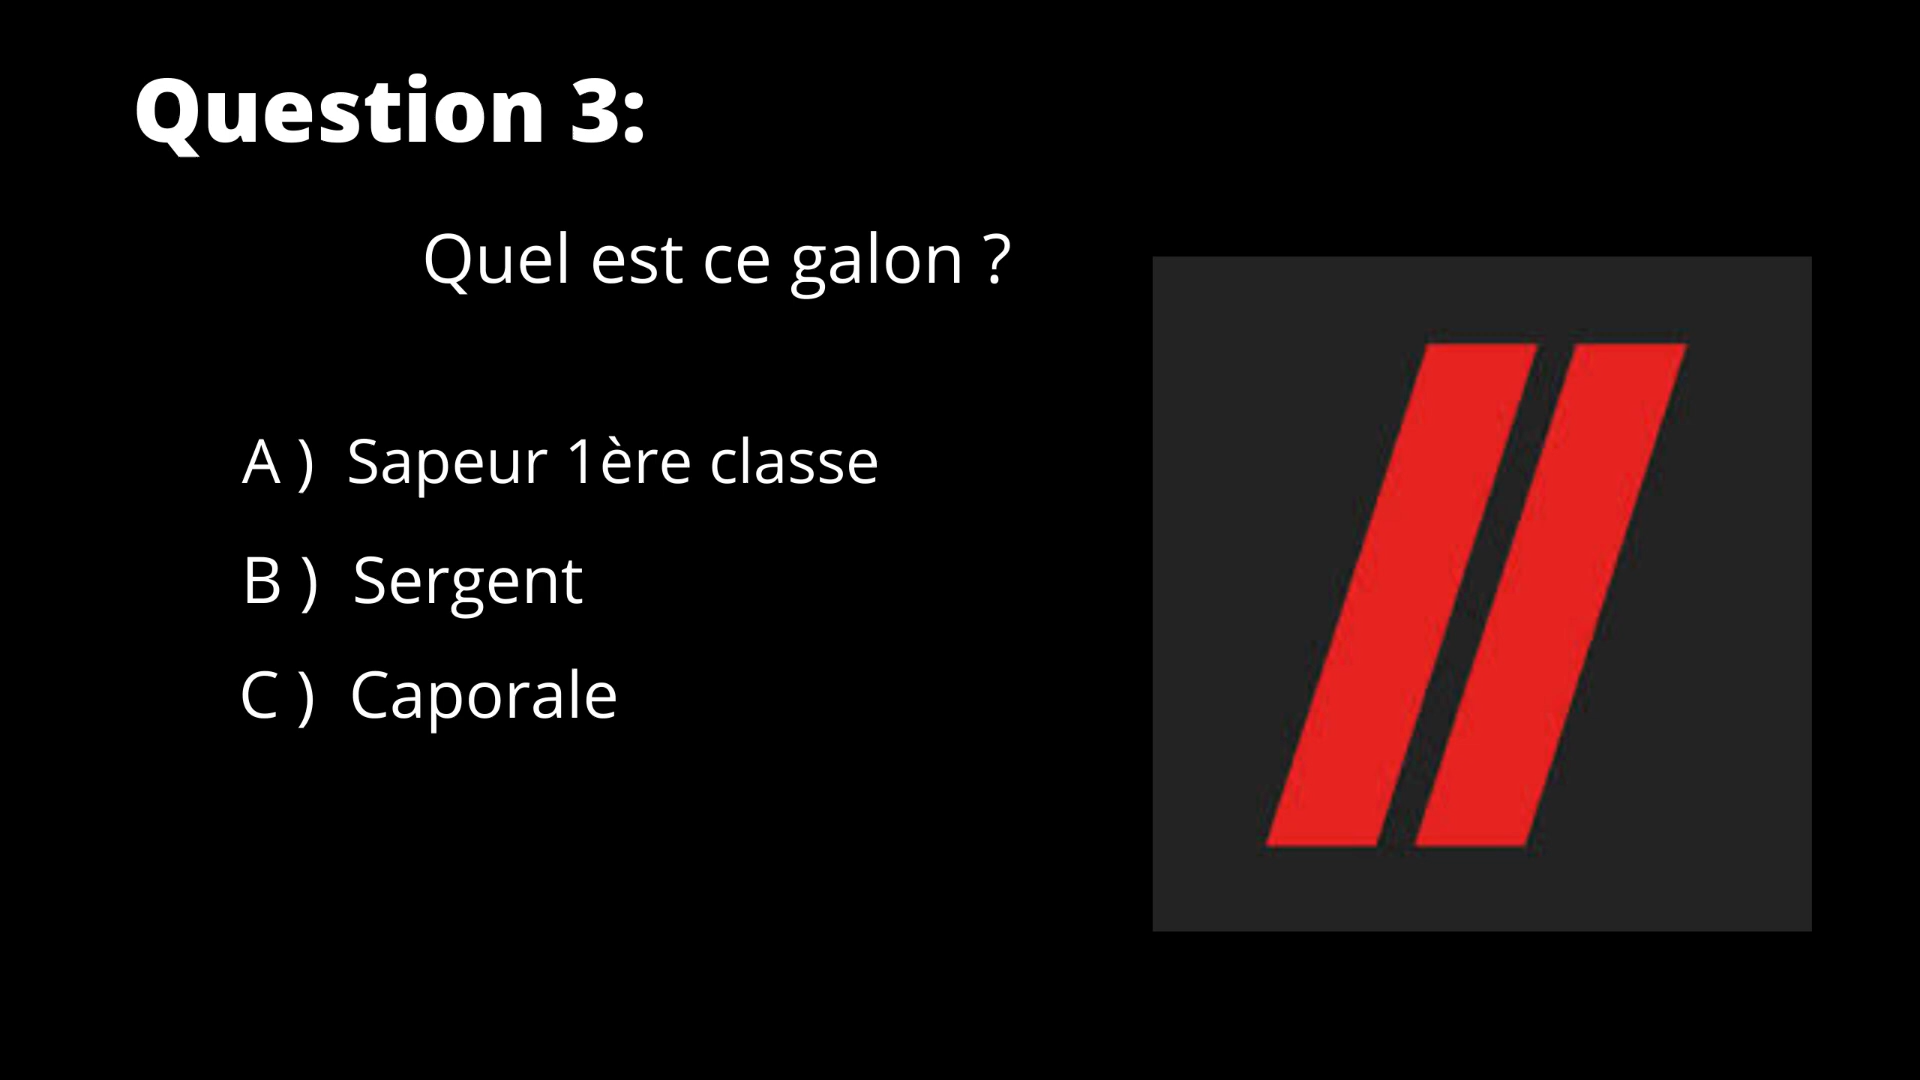 Question 3:
Quel est ce galon ?
A ) Sapeur 1ère classe
B ) Sergent
C ) Caporale